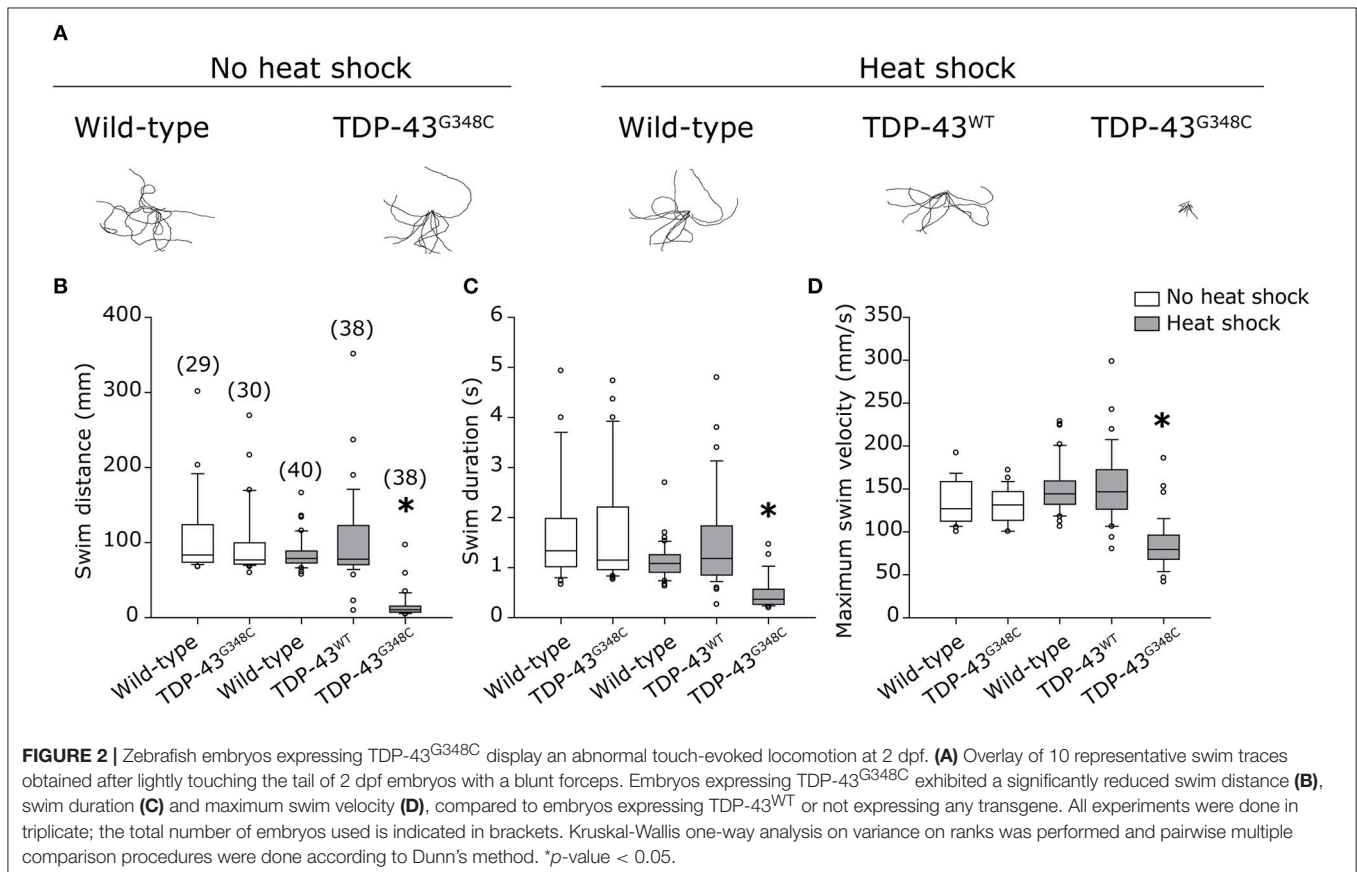 A
No heat shock
Heat shock
Wild-type
TDP-43G348C
Wild-type
TDP-43WT
TDP-43G348C
B
Swim distance (mm)
400
300
200
100
0
(29)
(30)
(40)
(38)
(38)
*
Wild-type
TDP-43G348C
Wild-type
TDP-43WT
TDP-43G348C
C
Swim duration (s)
6
5
4
3
2
1
0
*
Wild-type
TDP-43G348C
Wild-type
TDP-43WT
TDP-43G348C
D
No heat shock
Heat shock
Maximum swim velocity (mm/s)
350
300
250
200
150
100
50
0
*
Wild-type
TDP-43G348C
Wild-type
TDP-43WT
TDP-43G348C
FIGURE 2 | Zebrafish embryos expressing TDP-43G348C display an abnormal touch-evoked locomotion at 2 dpf. (A) Overlay of 10 representative swim traces
obtained after lightly touching the tail of 2 dpf embryos with a blunt forceps. Embryos expressing TDP-43G348C exhibited a significantly reduced swim distance (B),
swim duration (C) and maximum swim velocity (D), compared to embryos expressing TDP-43WT or not expressing any transgene. All experiments were done in
triplicate; the total number of embryos used is indicated in brackets. Kruskal-Wallis one-way analysis on variance on ranks was performed and pairwise multiple
comparison procedures were done according to Dunn's method. *p-value < 0.05.